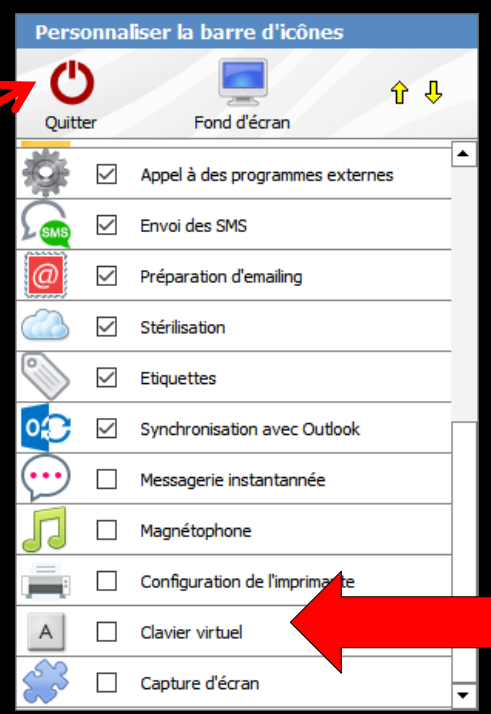 Personnaliser la barre d'icônes
Quitter
Fond d'écran
Appel à des programmes externes
SMS
Envoi des SMS
@
Préparation d'emailing
Stérilisation
Etiquettes
Synchronisation avec Outlook
Messagerie instantannée
Magnétophone
Configuration de l'imprimante
A
Clavier virtuel
Capture d'écran